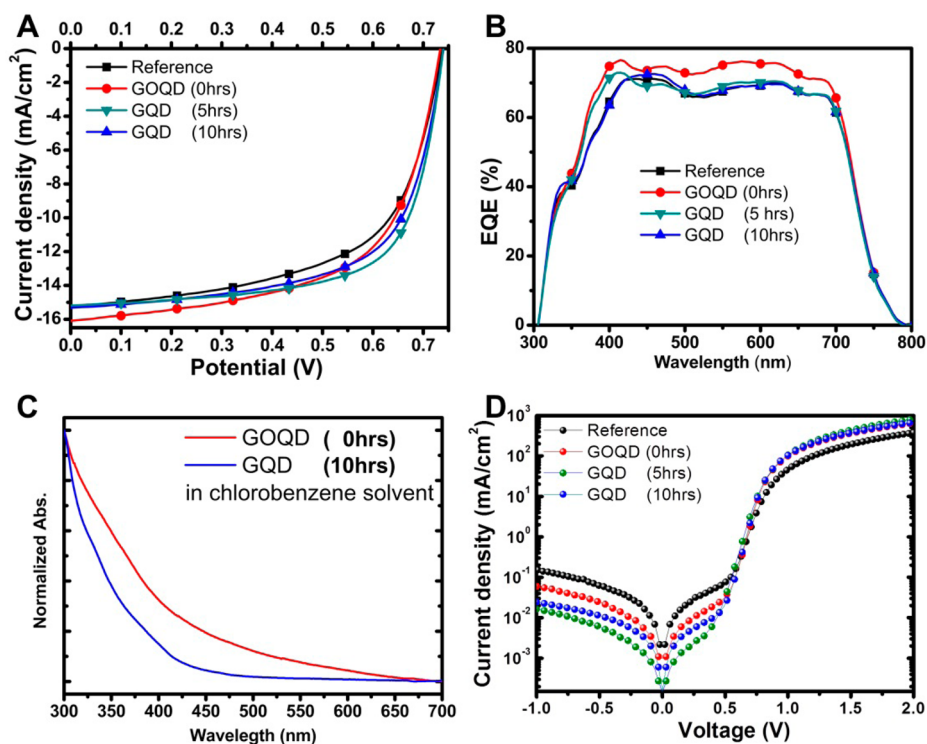 A
0.0 0.1 0.2 0.3 0.4 0.5 0.6 0.7
0
-2
-4
-6
-8
-10
-12
-14
-16
Current density (mA/cm²)
Reference
GOQD (0hrs)
GQD (5hrs)
GQD (10hrs)
0.0 0.1 0.2 0.3 0.4 0.5 0.6 0.7
Potential (V)
B
80
60
40
20
0
EQE (%)
Reference
GOQD (0hrs)
GQD (5 hrs)
GQD (10hrs)
300 400 500 600 700 800
Wavelength (nm)
C
Normalized Abs.
GOQD ( 0hrs)
GQD (10hrs)
in chlorobenzene solvent
300 350 400 450 500 550 600 650 700
Wavelegth (nm)
D
10³
10²
10¹
10⁰
10⁻¹
10⁻²
10⁻³
Current density (mA/cm²)
Reference
GOQD (0hrs)
GQD (5hrs)
GQD (10hrs)
-1.0 -0.5 0.0 0.5 1.0 1.5 2.0
Voltage (V)